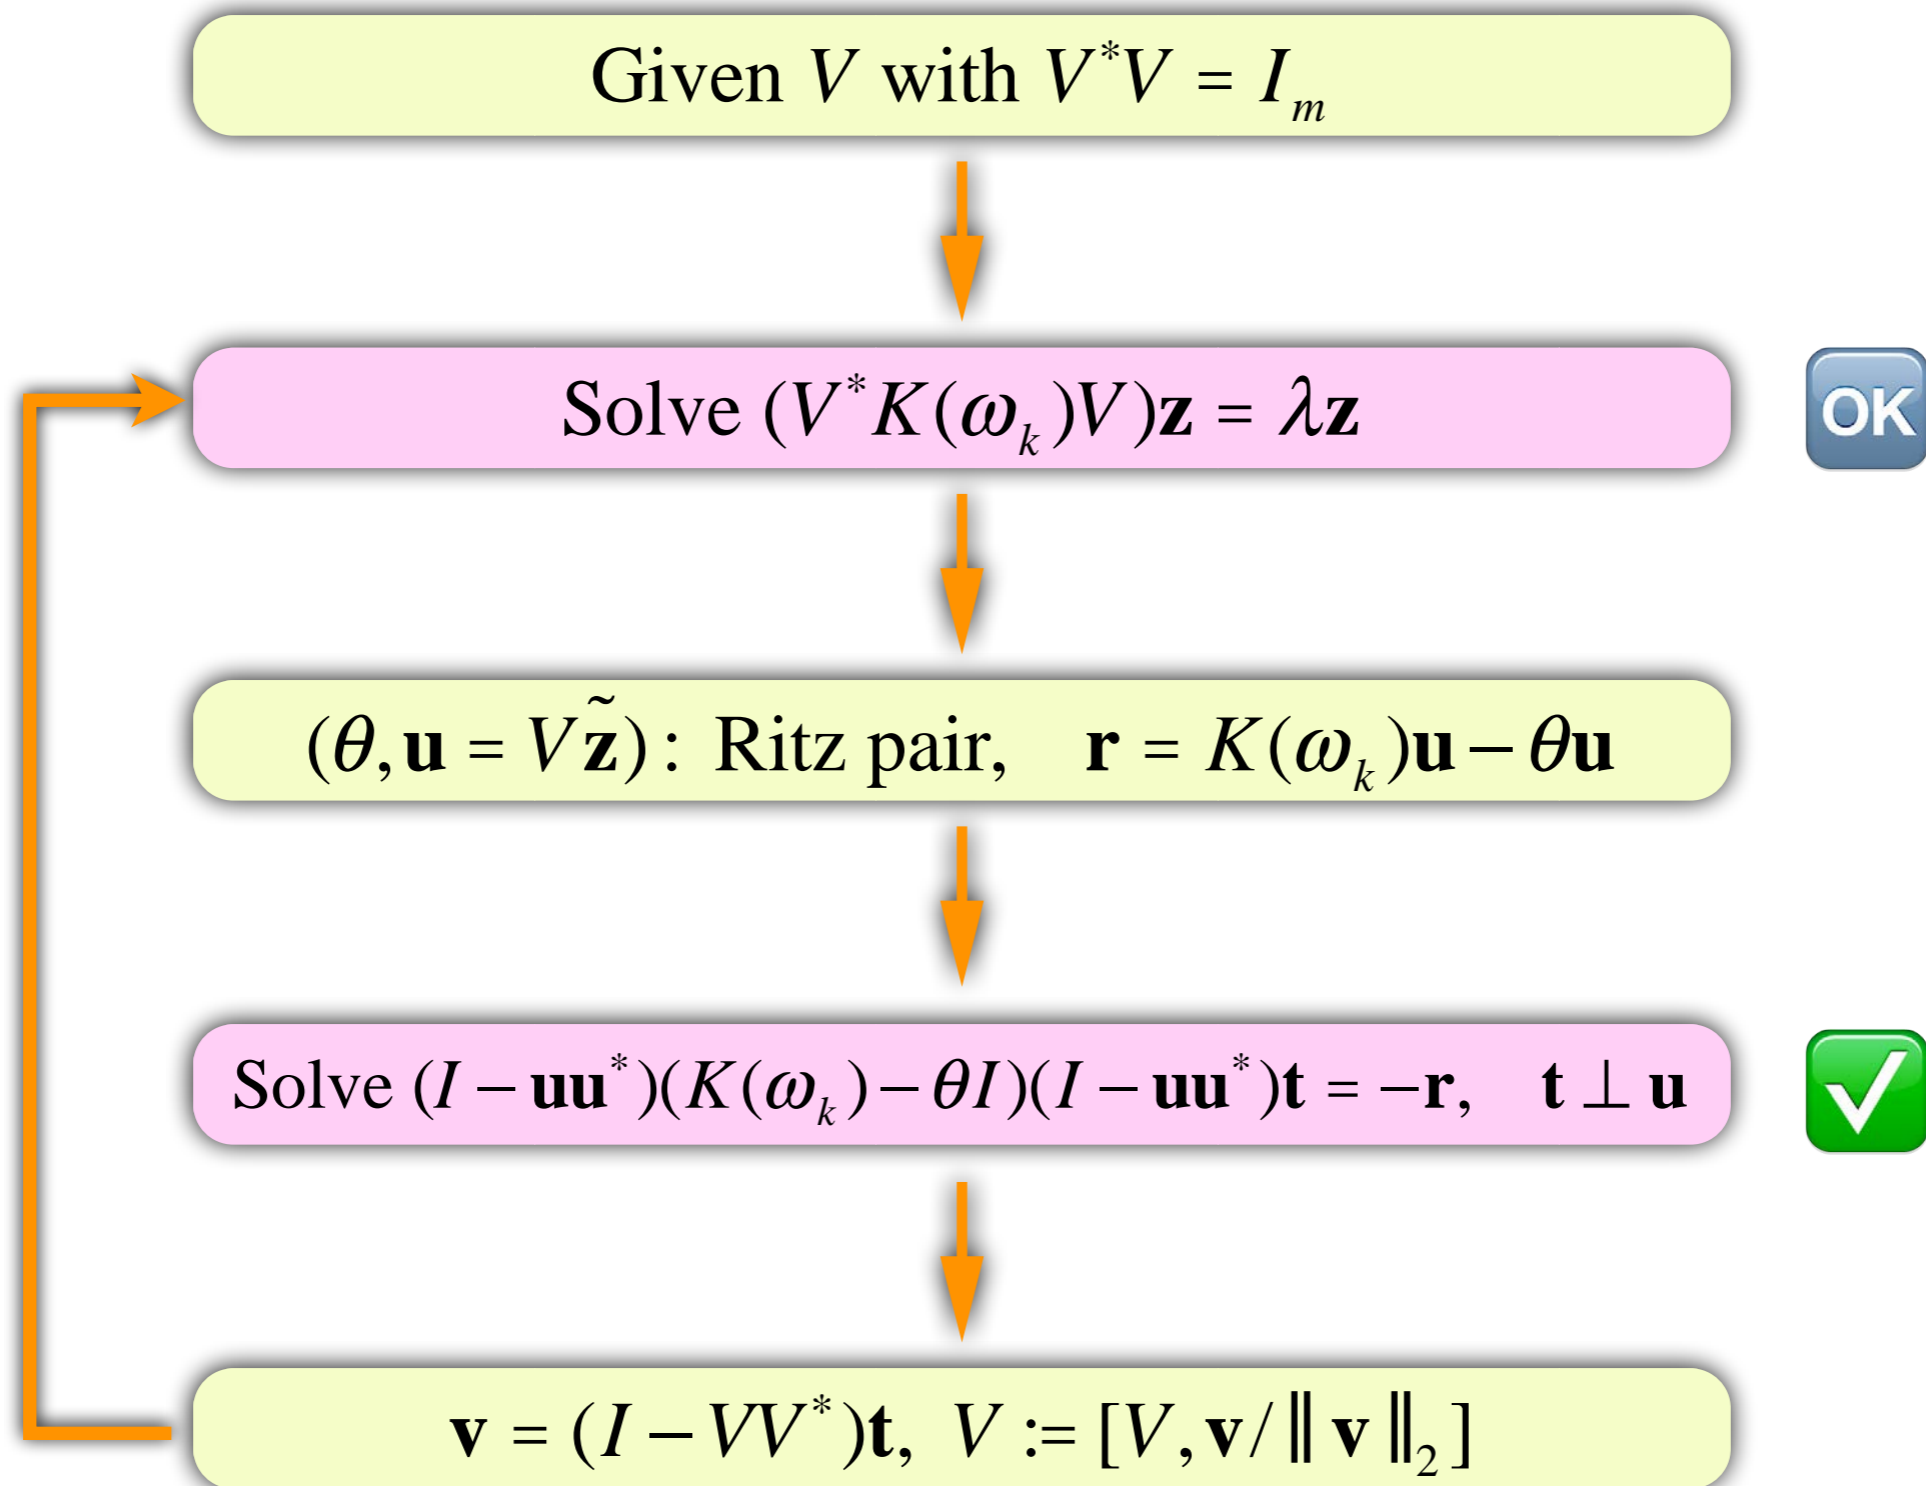 Given V with V*V = I_m
Solve (V*K(ω_k)V)z = λz
OK
(θ, u = Vz̃) : Ritz pair, r = K(ω_k)u − θu
Solve (I − uu*)(K(ω_k) − θI)(I − uu*)t = −r, t ⊥ u
v = (I − VV*)t, V := [V, v/‖v‖_2]